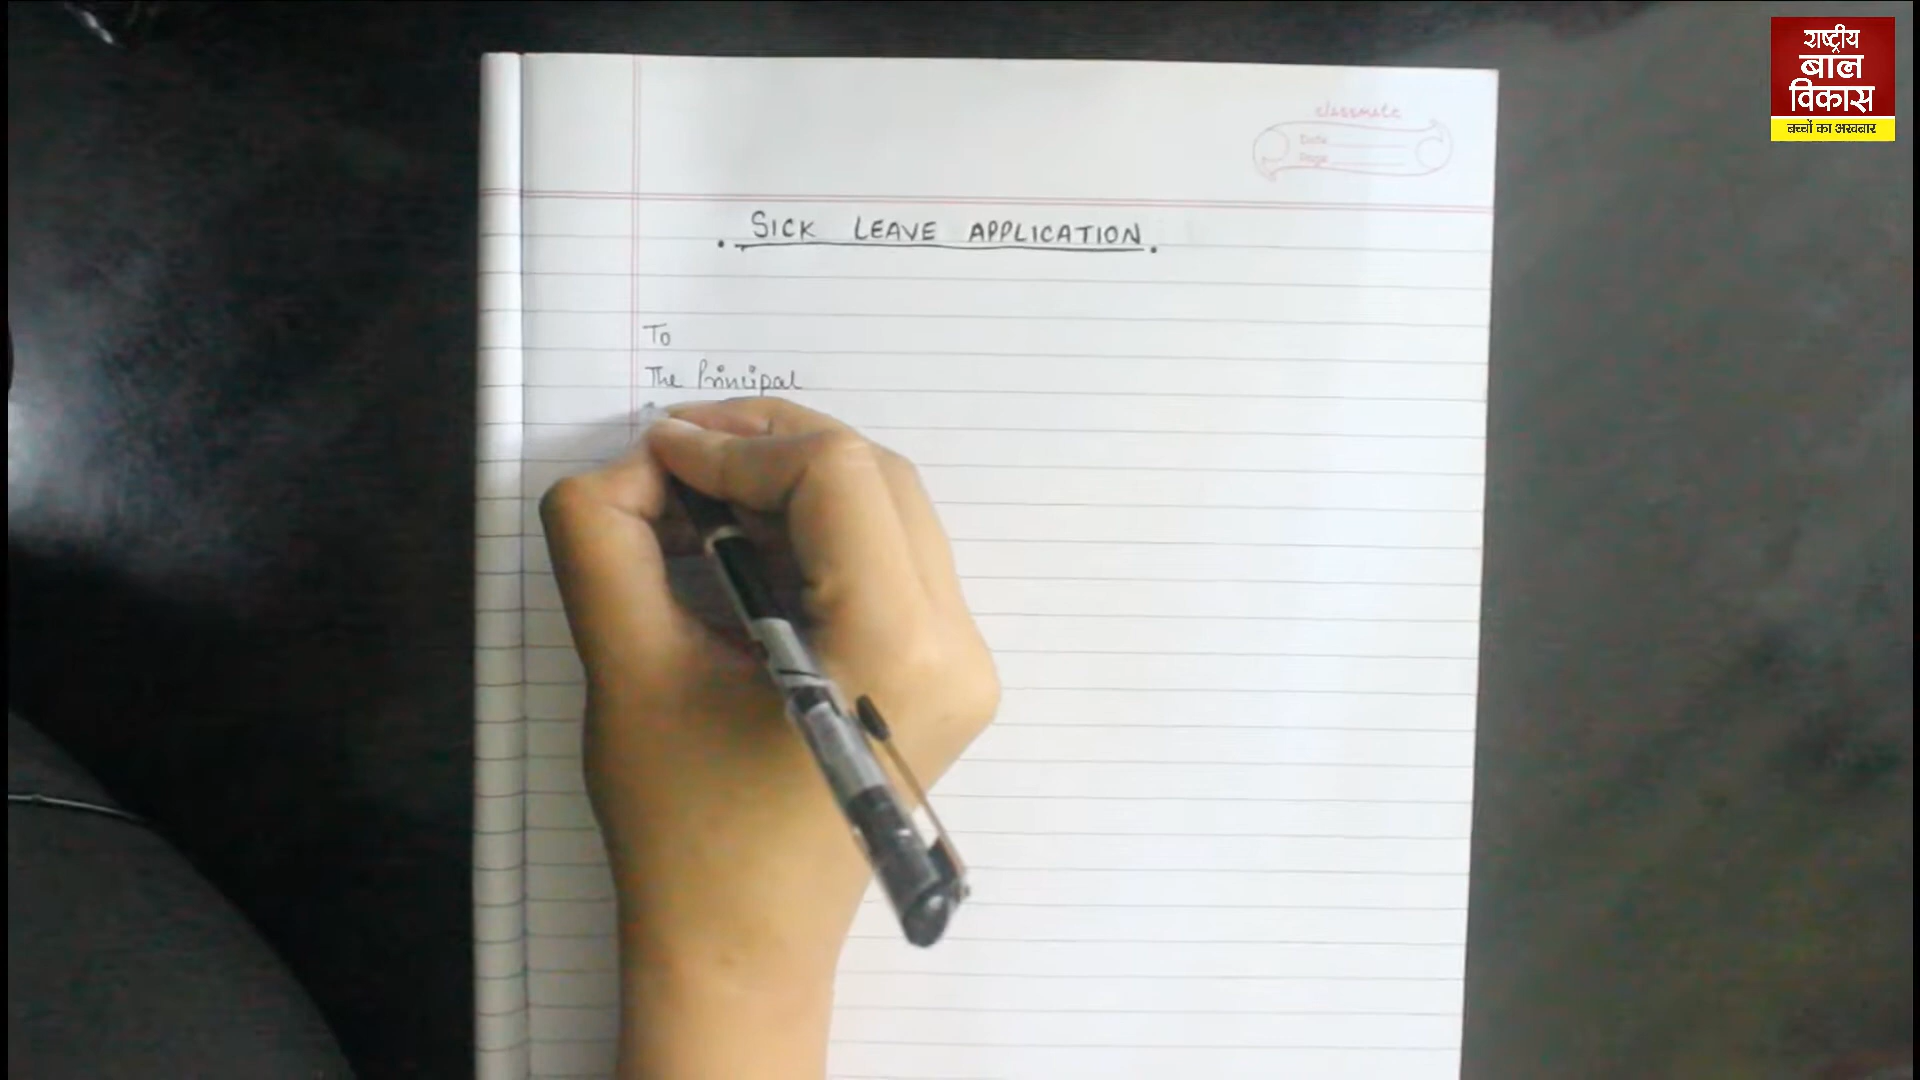 राष्ट्रीय
बाल
विकास
बच्चों का अखबार
classmate
Date
Page
SICK LEAVE APPLICATION
To
The Principal